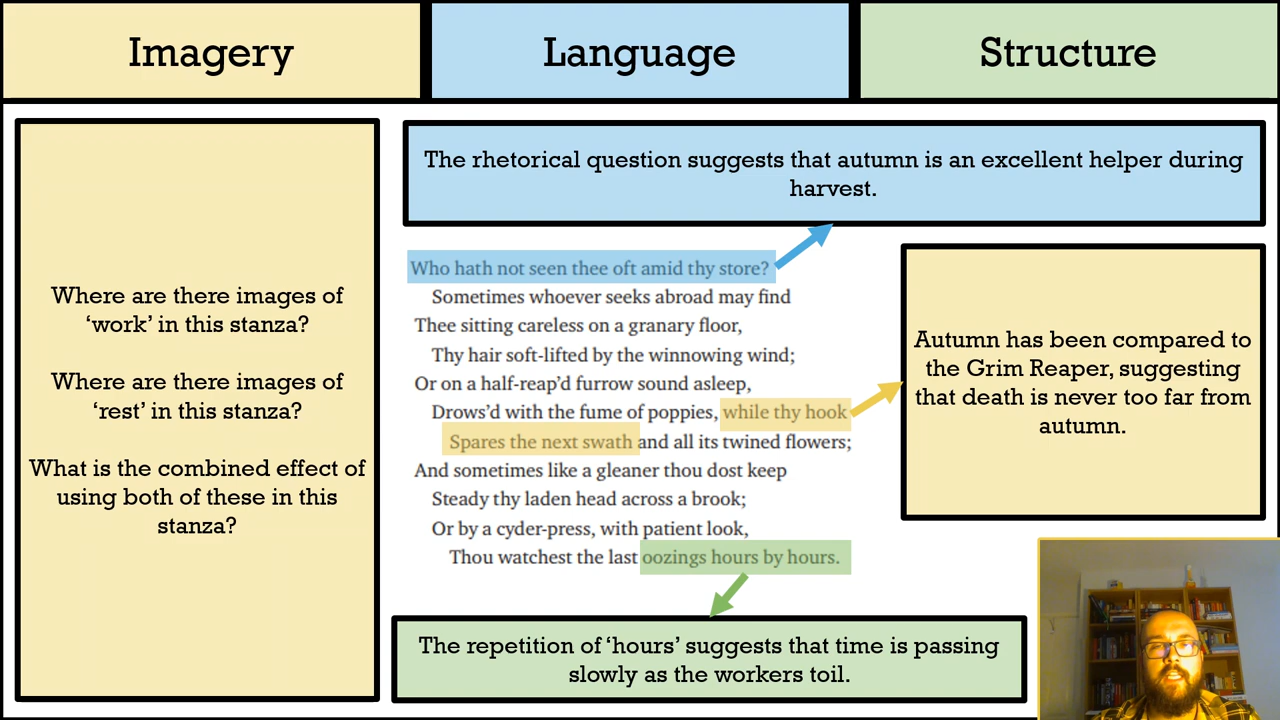 Imagery
Language
Structure
Where are there images of
‘work’ in this stanza?
Where are there images of
‘rest’ in this stanza?
What is the combined effect of
using both of these in this
stanza?
The rhetorical question suggests that autumn is an excellent helper during
harvest.
Who hath not seen thee oft amid thy store?
Sometimes whoever seeks abroad may find
Thee sitting careless on a granary floor,
Thy hair soft-lifted by the winnowing wind;
Or on a half-reap’d furrow sound asleep,
Drows’d with the fume of poppies, while thy hook
Spares the next swath and all its twined flowers;
And sometimes like a gleaner thou dost keep
Steady thy laden head across a brook;
Or by a cyder-press, with patient look,
Thou watchest the last oozings hours by hours.
Autumn has been compared to
the Grim Reaper, suggesting
that death is never too far from
autumn.
The repetition of ‘hours’ suggests that time is passing
slowly as the workers toil.